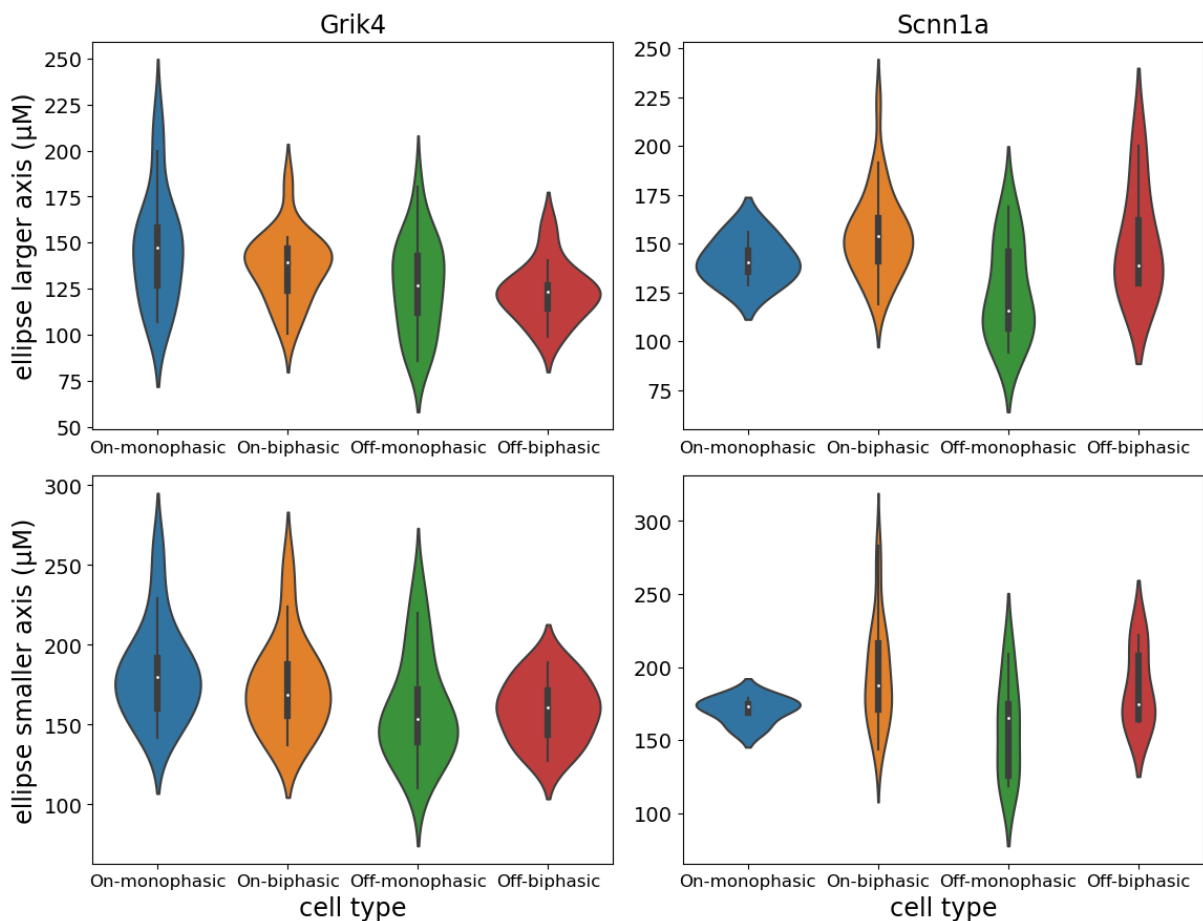 Grik4
Scnn1a
ellipse larger axis (μM)
250
225
200
175
150
125
100
75
50
On-monophasic On-biphasic Off-monophasic Off-biphasic
250
225
200
175
150
125
100
75
On-monophasic On-biphasic Off-monophasic Off-biphasic
ellipse smaller axis (μM)
300
250
200
150
100
On-monophasic On-biphasic Off-monophasic Off-biphasic
cell type
300
250
200
150
100
On-monophasic On-biphasic Off-monophasic Off-biphasic
cell type